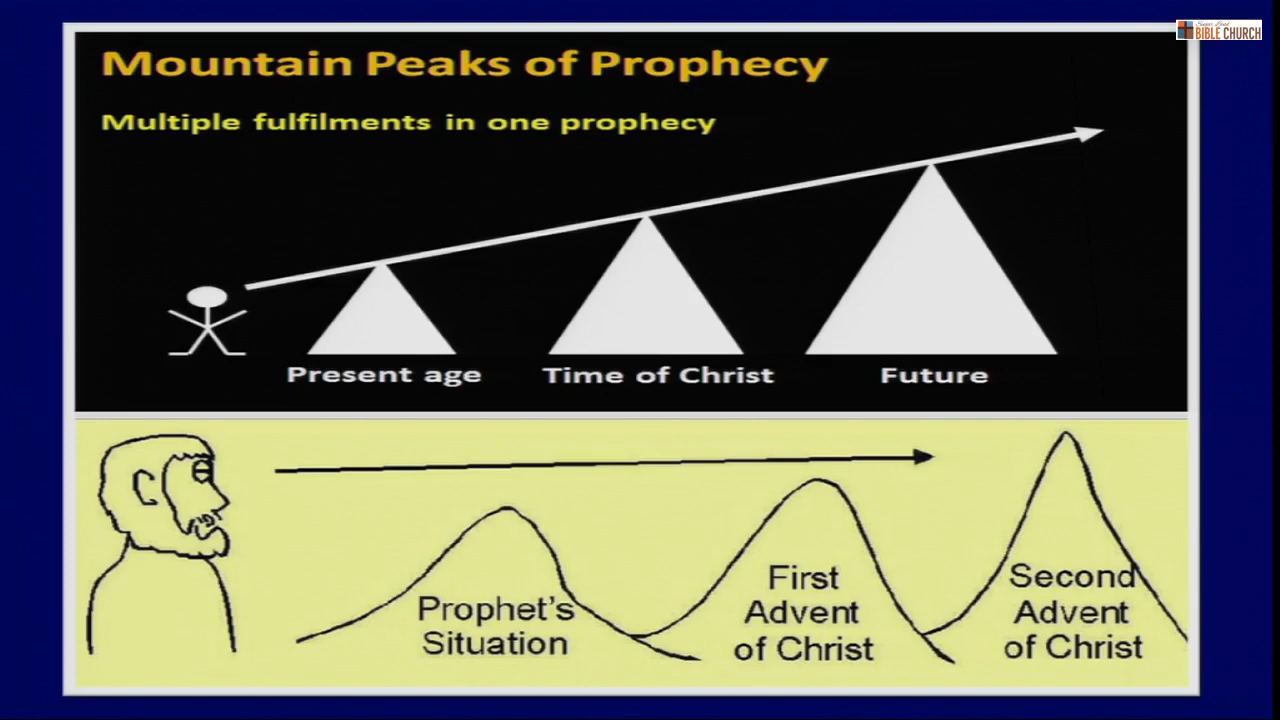 BIBLE CHURCH
Mountain Peaks of Prophecy
Multiple fulfilments in one prophecy
Present age
Time of Christ
Future
Prophet's
Situation
First
Advent
of Christ
Second
Advent
of Christ